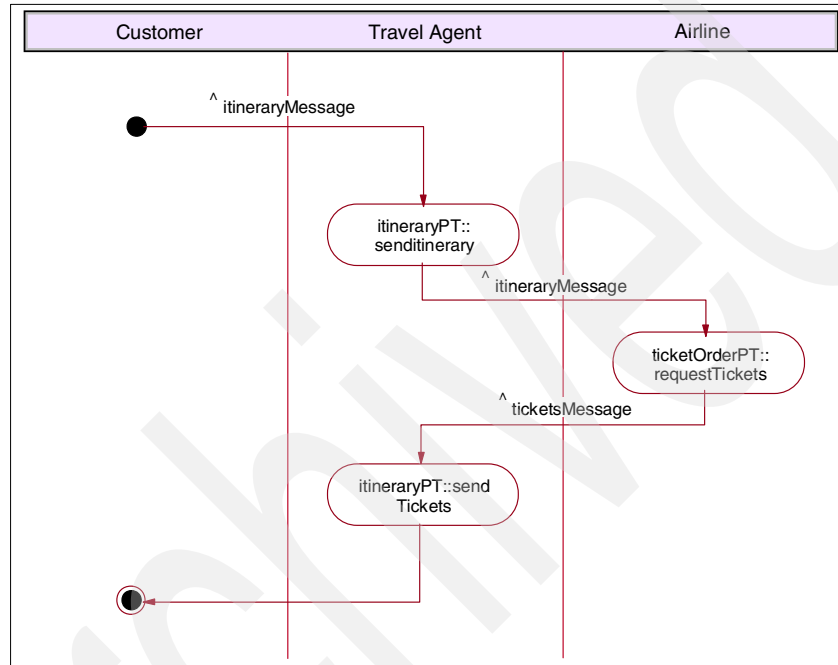 Customer
Travel Agent
Airline
^ itineraryMessage
itineraryPT::
senditinerary
^ itineraryMessage
ticketOrderPT::
requestTickets
^ ticketsMessage
itineraryPT::send
Tickets